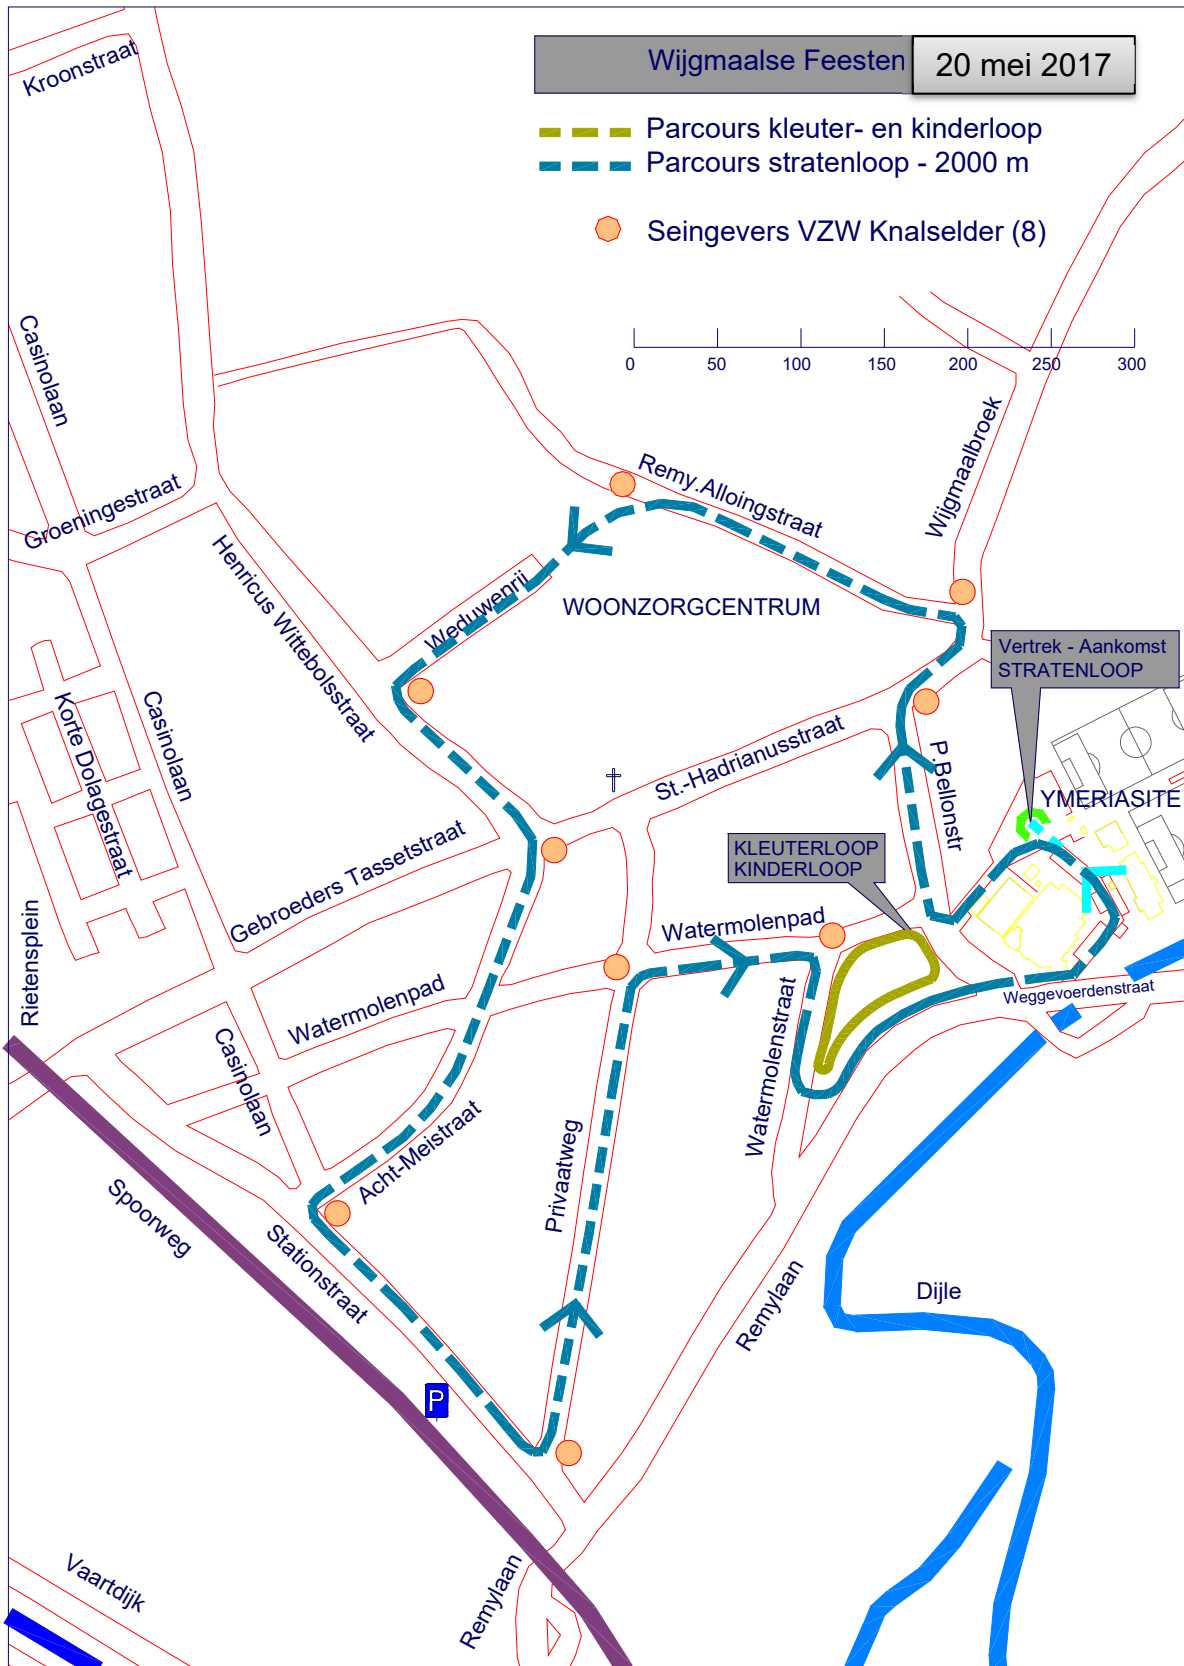 Wijgmaalse Feesten
20 mei 2017
Parcours kleuter- en kinderloop
Parcours stratenloop - 2000 m
Seingevers VZW Knalselder (8)
0 50 100 150 200 250 300
Kroonstraat
Casinolaan
Groeningestraat
Henricus Wittebolsstraat
Remy.Alloingstraat
Wijgmaalbroek
Weduwenrij
WOONZORGCENTRUM
Vertrek - Aankomst
STRATENLOOP
Korte Dolagestraat
Casinolaan
St.-Hadrianusstraat
P.Bellonstr
YMERIASITE
KLEUTERLOOP
KINDERLOOP
Gebroeders Tassetstraat
Watermolenpad
Rietensplein
Watermolenpad
Weggevoerdenstraat
Casinolaan
Watermolenstraat
Acht-Meistraat
Privaatweg
Spoorweg
Stationstraat
Remylaan
Dijle
P
Vaartdijk
Remylaan